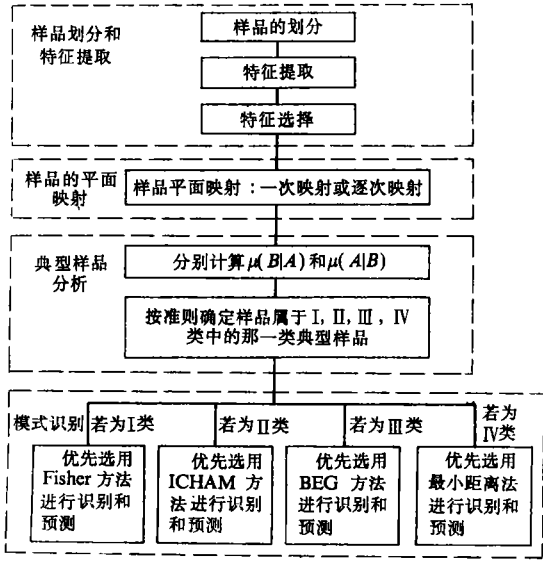 样品划分和
特征提取
样品的划分
特征提取
特征选择
样品的平面
映射
样品平面映射：一次映射或逐次映射
典型样品
分析
分别计算μ(B|A)和μ(A|B)
按准则确定样品属于 I, II, III, IV
类中的那一类典型样品
模式识别
若为I类
若为II类
若为III类
若为
IV类
优先选用
Fisher 方法
进行识别和
预测
优先选用
ICHAM 方
法进行识别
和预测
优先选用
BEG 方法
进行识别和
预测
优先选用
最小距离法
进行识别和
预测